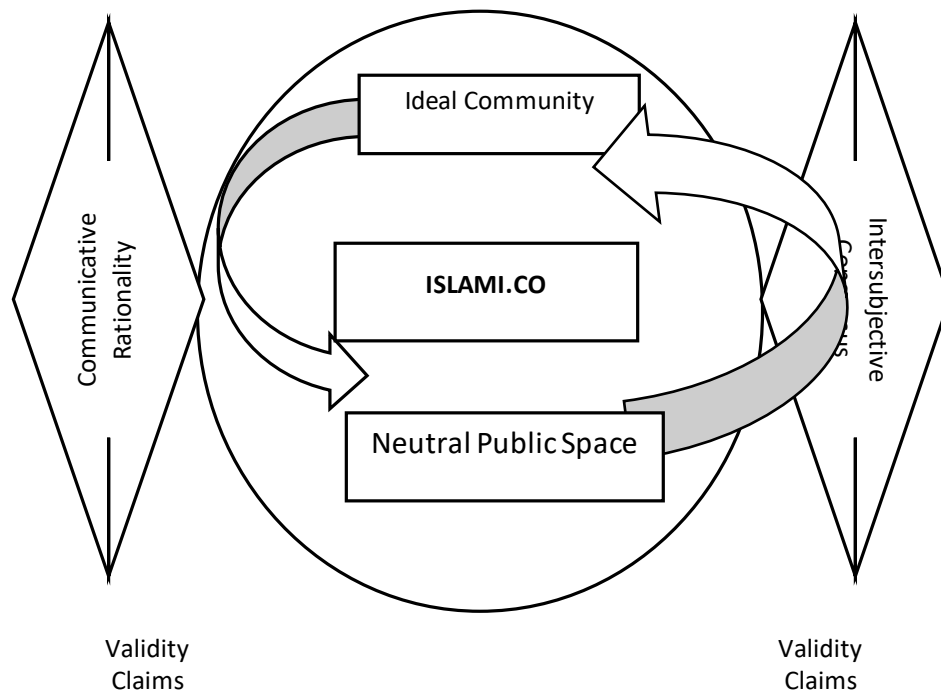 Ideal Community
Communicative
Rationality
ISLAMI.CO
Intersubjective
Neutral Public Space
Validity
Claims
Validity
Claims